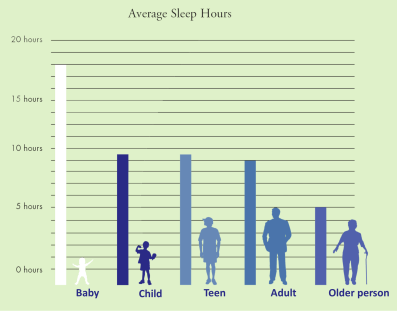 Average Sleep Hours
20 hours
15 hours
10 hours
5 hours
0 hours
Baby
Child
Teen
Adult
Older person